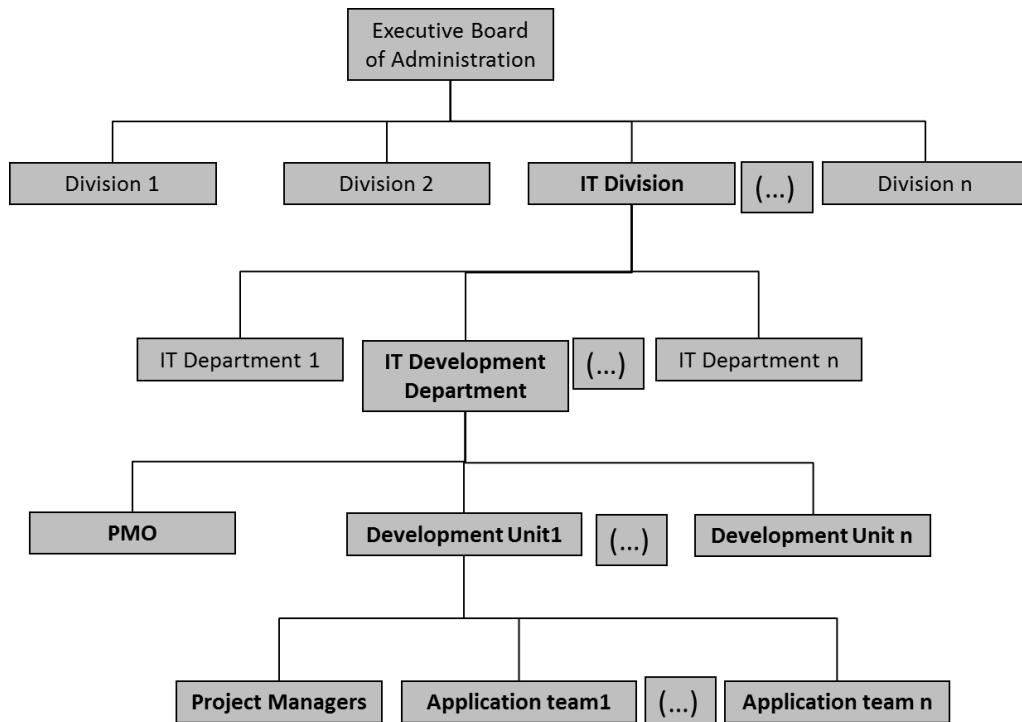 Executive Board
of Administration
Division 1
Division 2
IT Division
(...)
Division n
IT Department 1
IT Development
Department
(...)
IT Department n
PMO
Development Unit1
(...)
Development Unit n
Project Managers
Application team1
(...)
Application team n